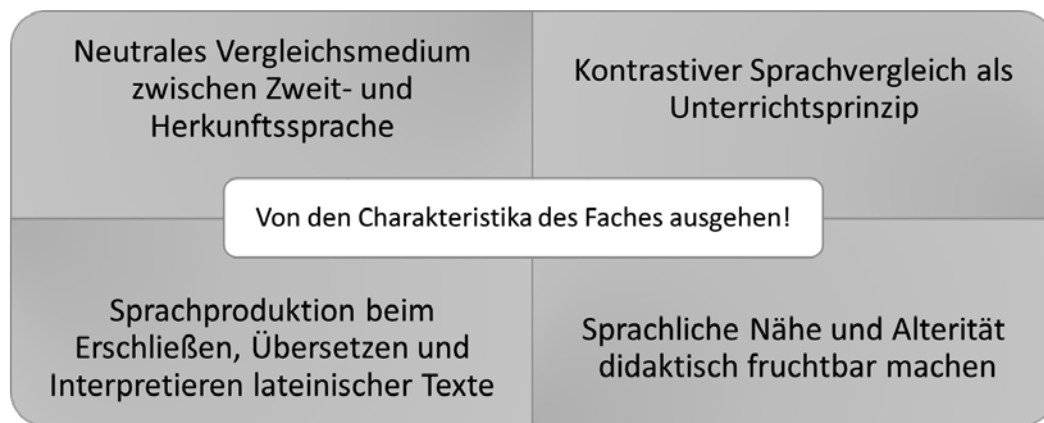 Neutrales Vergleichsmedium
zwischen Zweit- und
Herkunftssprache
Kontrastiver Sprachvergleich als
Unterrichtsprinzip
Von den Charakteristika des Faches ausgehen!
Sprachproduktion beim
Erschließen, Übersetzen und
Interpretieren lateinischer Texte
Sprachliche Nähe und Alterität
didaktisch fruchtbar machen